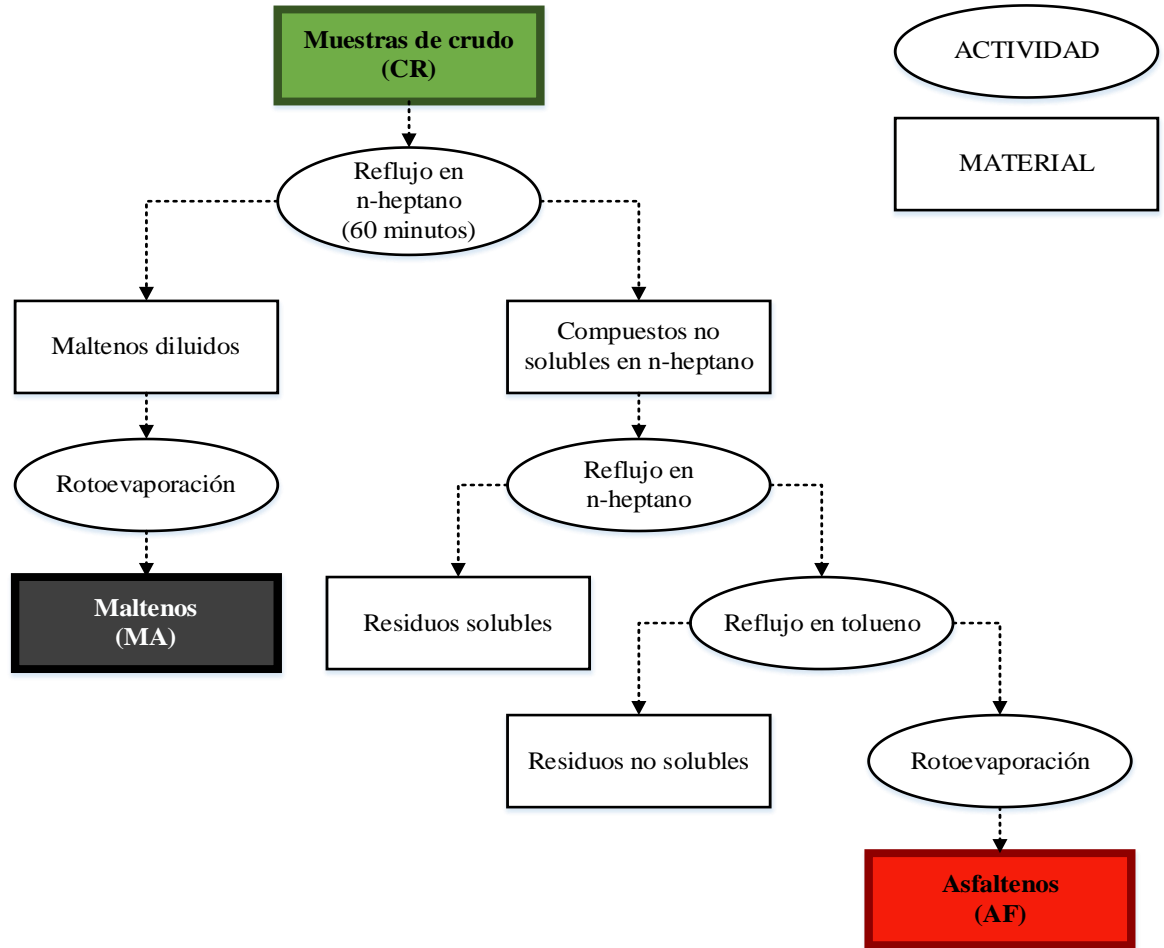 Muestras de crudo
(CR)
ACTIVIDAD
MATERIAL
Reflujo en
n-heptano
(60 minutos)
Maltenos diluidos
Compuestos no
solubles en n-heptano
Rotoevaporación
Reflujo en
n-heptano
Maltenos
(MA)
Residuos solubles
Reflujo en tolueno
Residuos no solubles
Rotoevaporación
Asfaltenos
(AF)